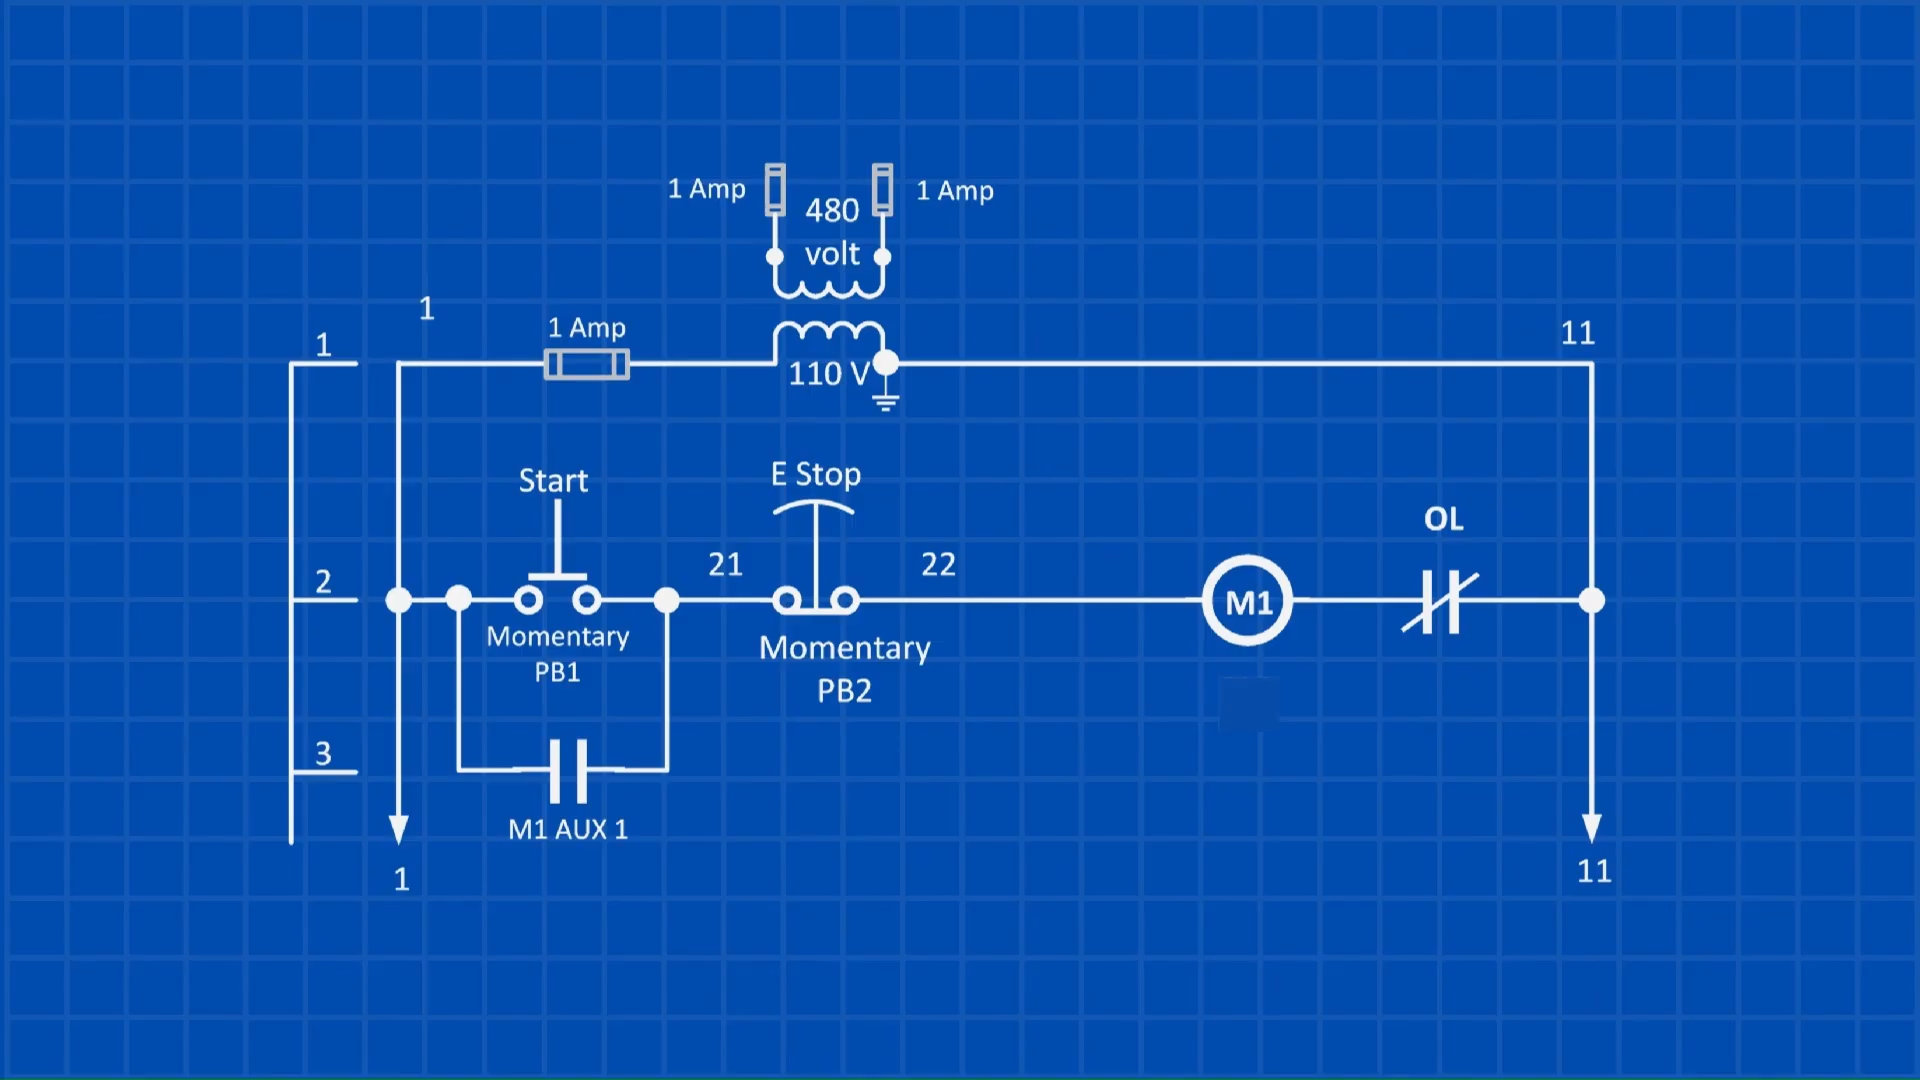 1 Amp
480
volt
1 Amp
1
1
1 Amp
110 V
11
Start
E Stop
OL
2
21
22
M1
Momentary
PB1
Momentary
PB2
3
M1 AUX 1
1
11